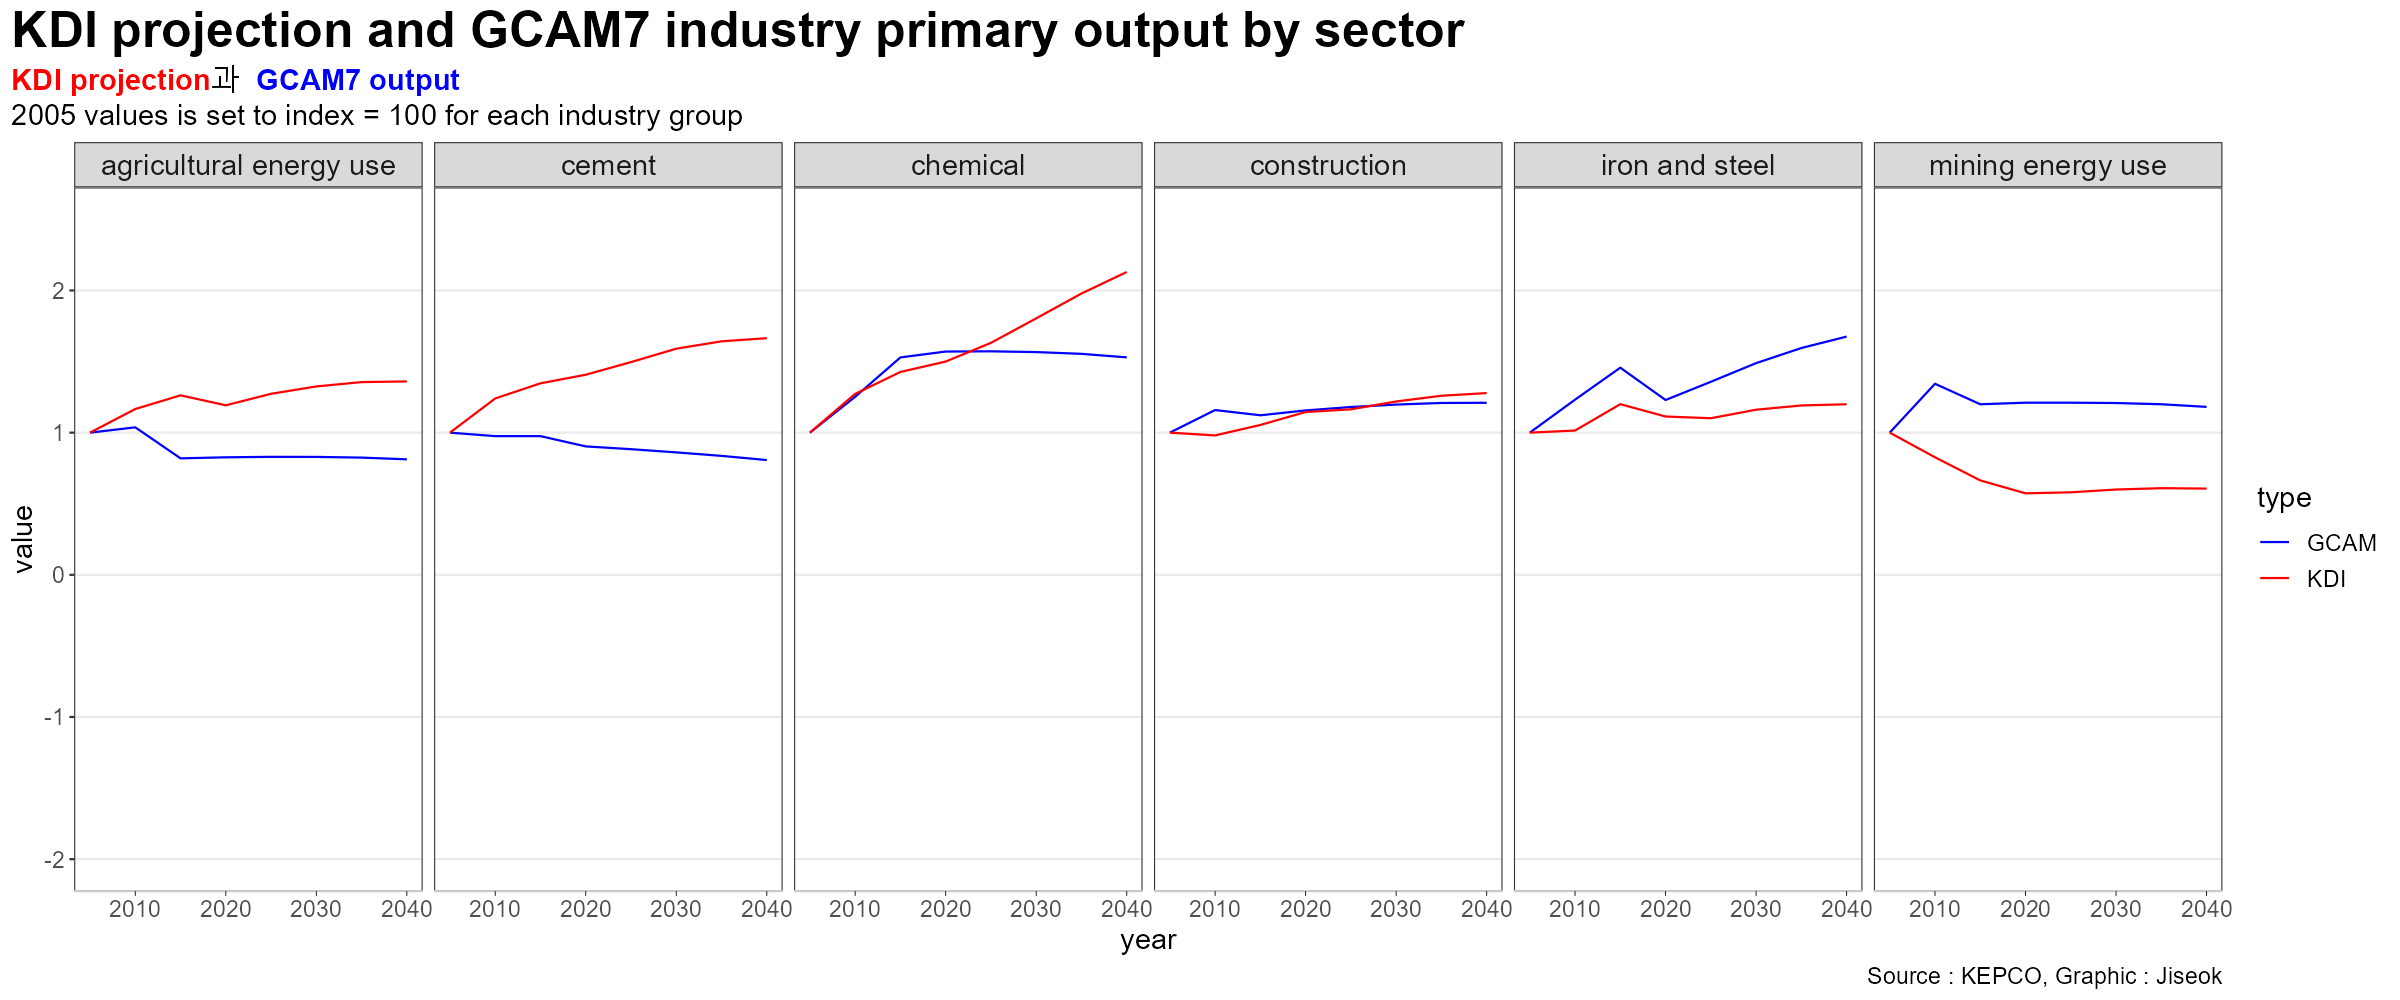 KDI projection and GCAM7 industry primary output by sector
KDI projection과 GCAM7 output
2005 values is set to index = 100 for each industry group
agricultural energy use cement chemical construction iron and steel mining energy use
2
1
0
-1
-2
value
2010 2020 2030 2040 2010 2020 2030 2040 2010 2020 2030 2040 2010 2020 2030 2040 2010 2020 2030 2040 2010 2020 2030 2040
year
type
GCAM
KDI
Source : KEPCO, Graphic : Jiseok